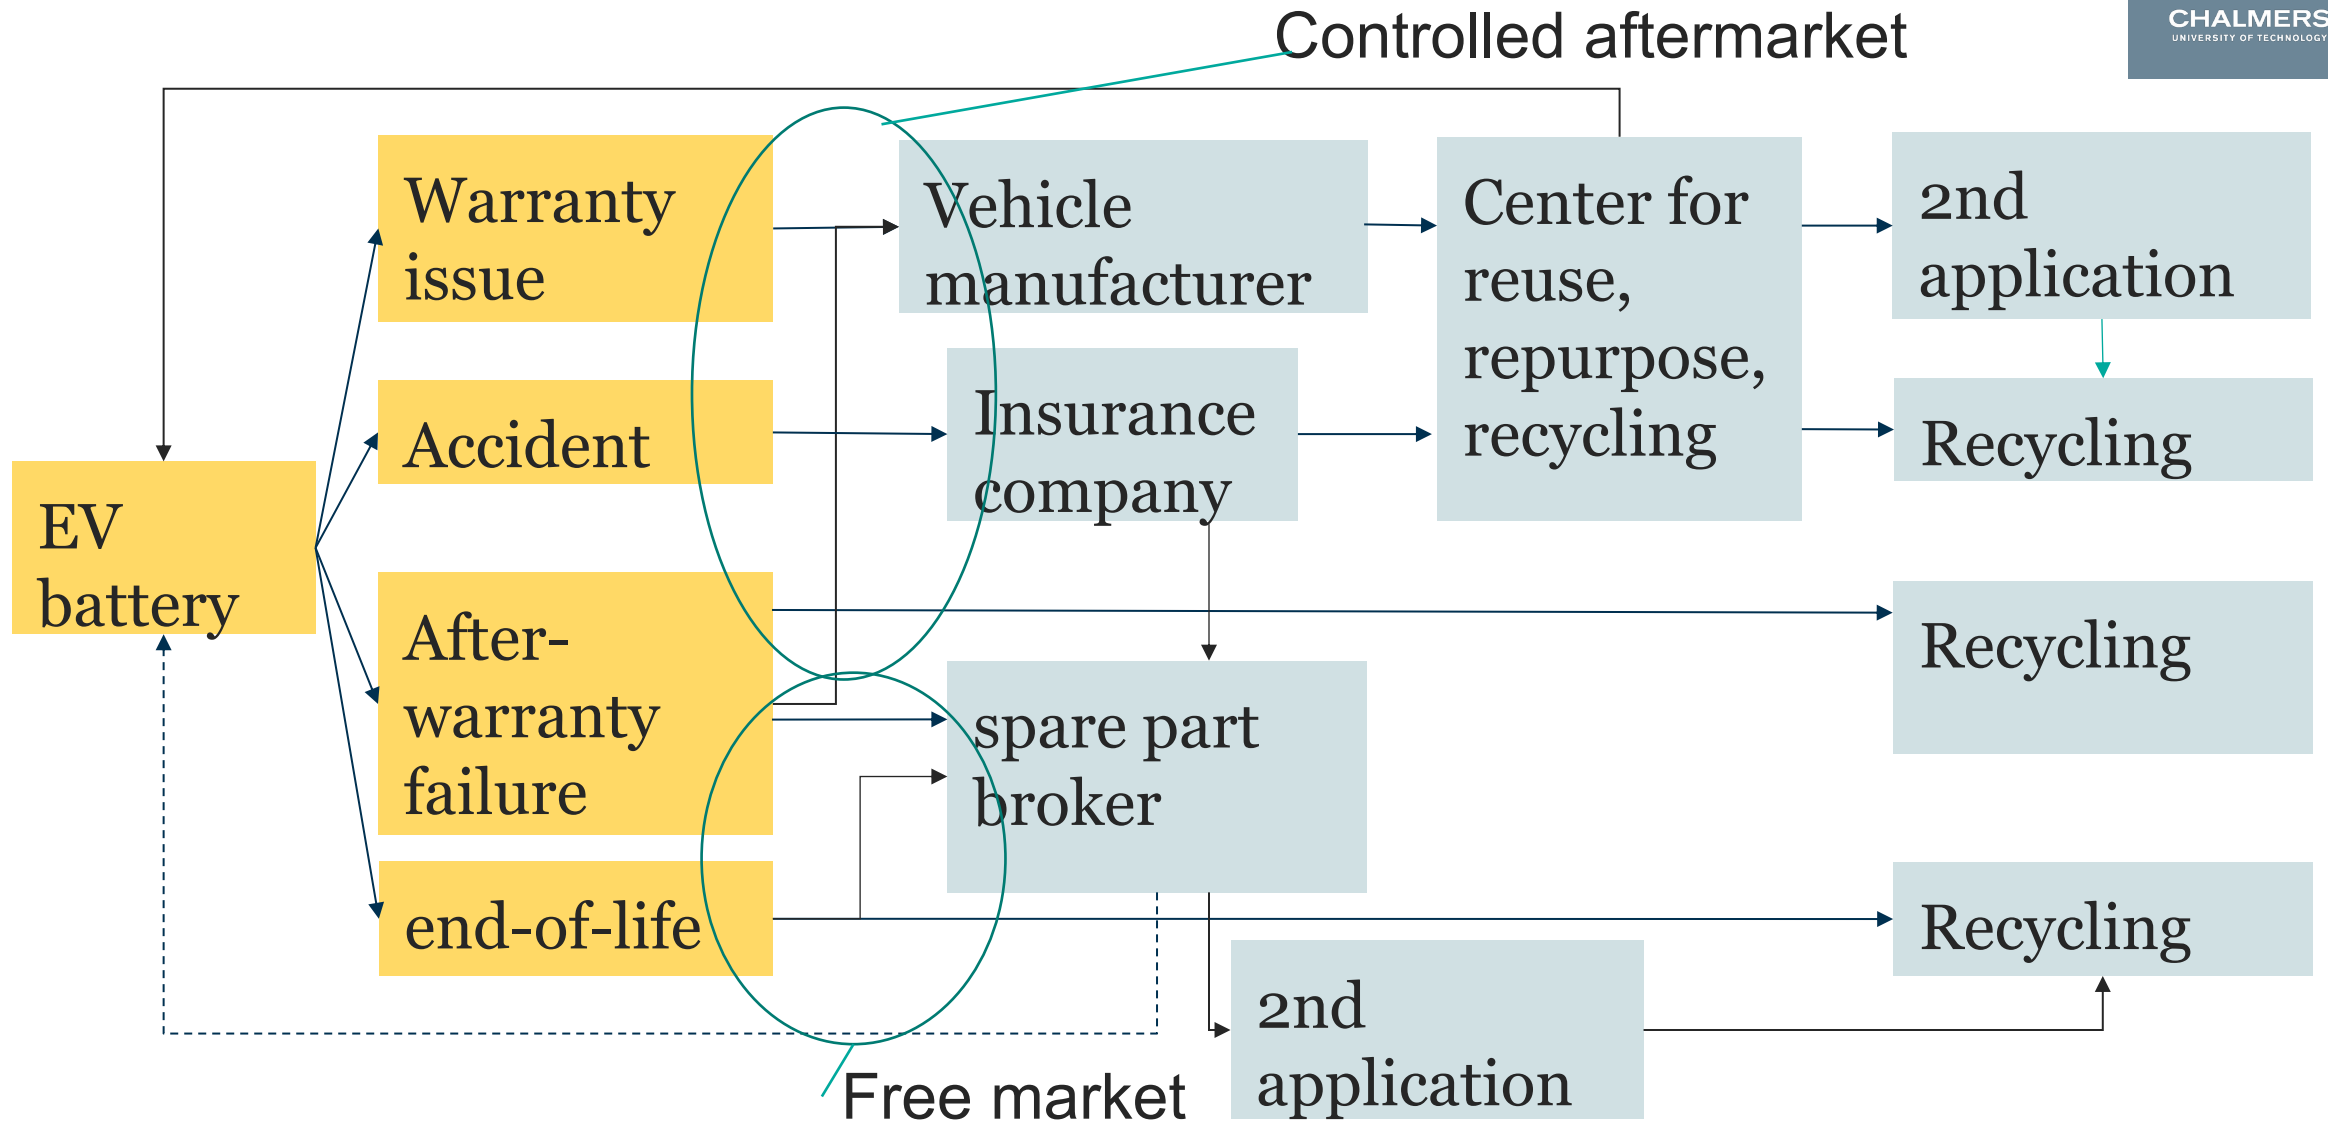 Controlled aftermarket
CHALMERS
UNIVERSITY OF TECHNOLOGY
Warranty
issue
Vehicle
manufacturer
Center for
reuse,
repurpose,
recycling
2nd
application
Accident
Insurance
company
Recycling
EV
battery
After-
warranty
failure
spare part
broker
Recycling
end-of-life
Recycling
2nd
application
Free market